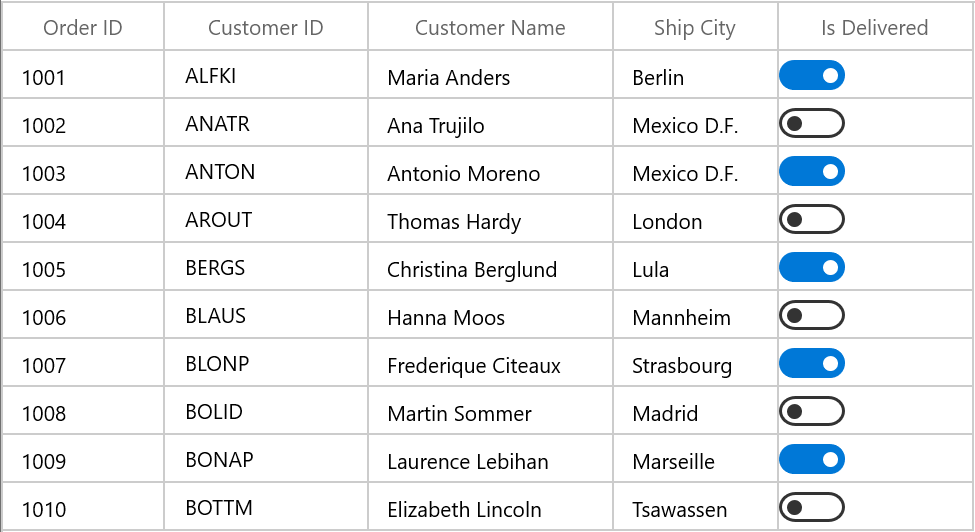 Order ID Customer ID Customer Name Ship City Is Delivered
1001 ALFKI Maria Anders Berlin
1002 ANATR Ana Trujilo Mexico D.F.
1003 ANTON Antonio Moreno Mexico D.F.
1004 AROUT Thomas Hardy London
1005 BERGS Christina Berglund Lula
1006 BLAUS Hanna Moos Mannheim
1007 BLONP Frederique Citeaux Strasbourg
1008 BOLID Martin Sommer Madrid
1009 BONAP Laurence Lebihan Marseille
1010 BOTTM Elizabeth Lincoln Tsawassen